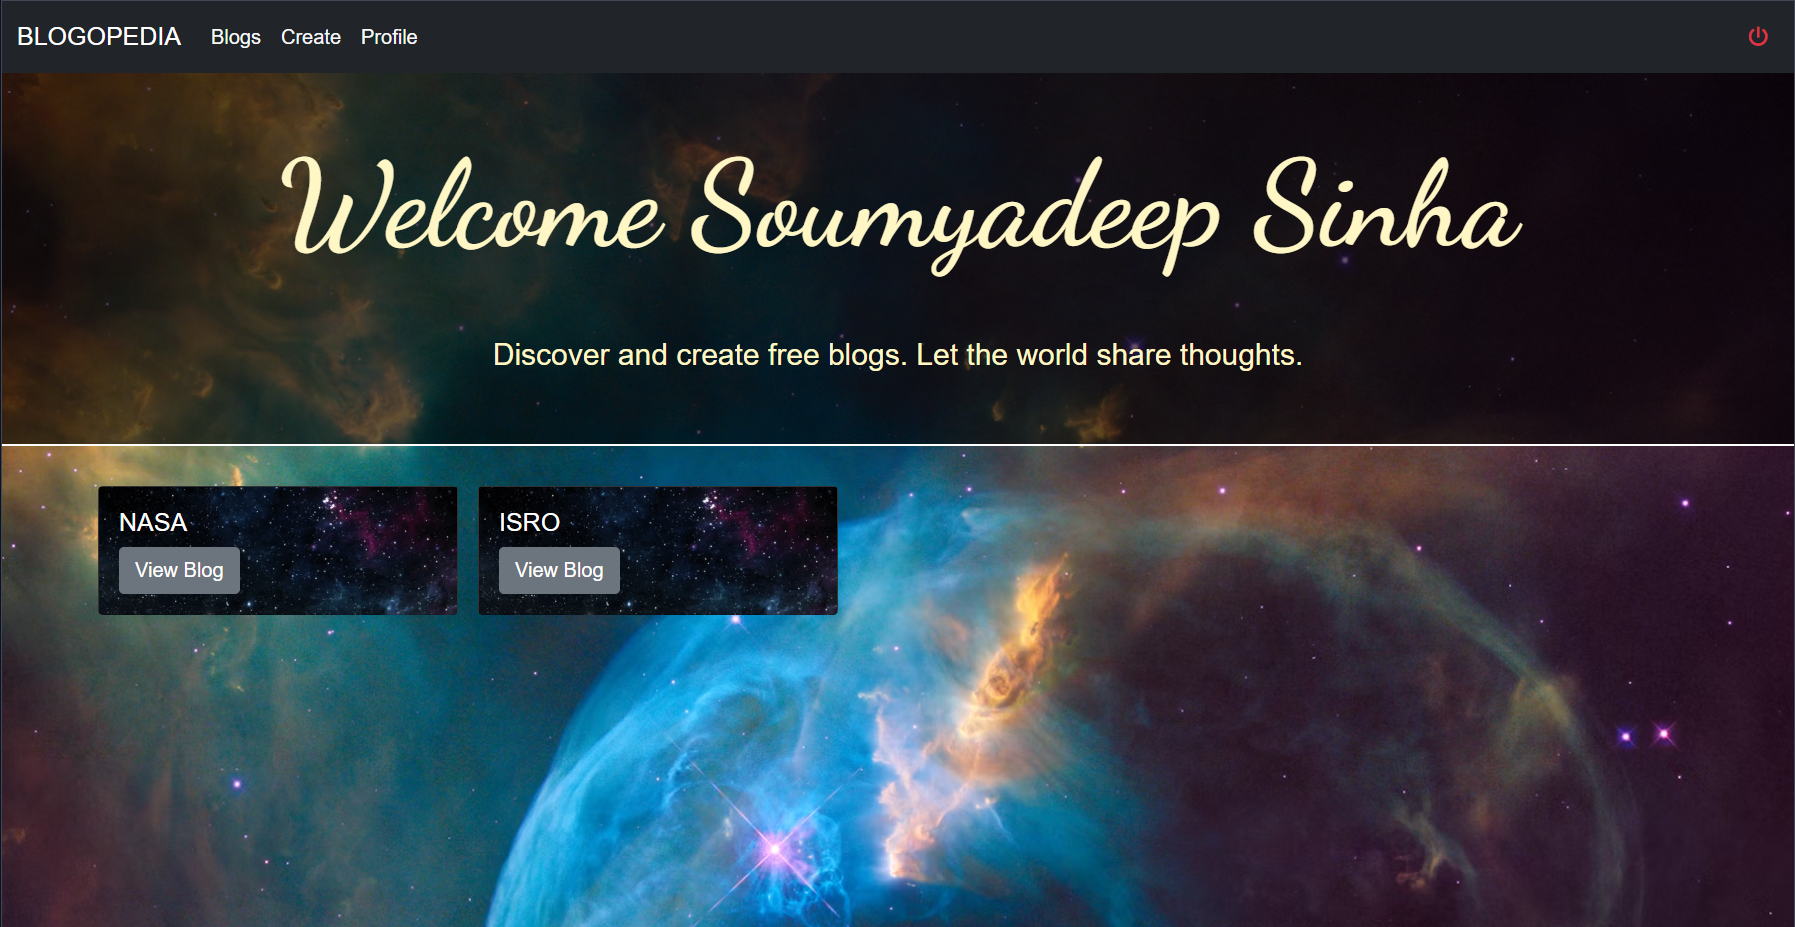 BLOGOPEDIA Blogs Create Profile
Welcome Soumyadeep Sinha
Discover and create free blogs. Let the world share thoughts.
NASA
View Blog
ISRO
View Blog